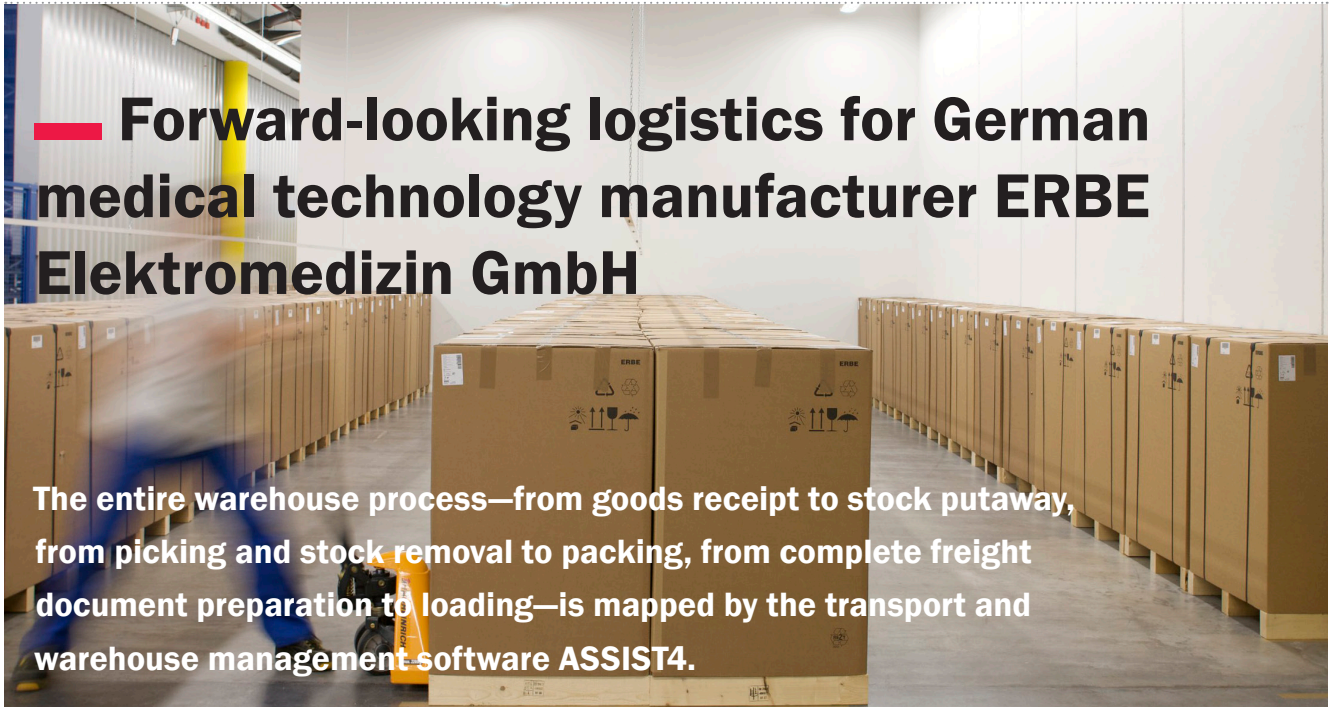 Forward-looking logistics for German
medical technology manufacturer ERBE
Elektromedizin GmbH
ERBE
ERBE
The entire warehouse process—from goods receipt to stock putaway,
from picking and stock removal to packing, from complete freight
document preparation to loading—is mapped by the transport and
warehouse management software ASSIST4.